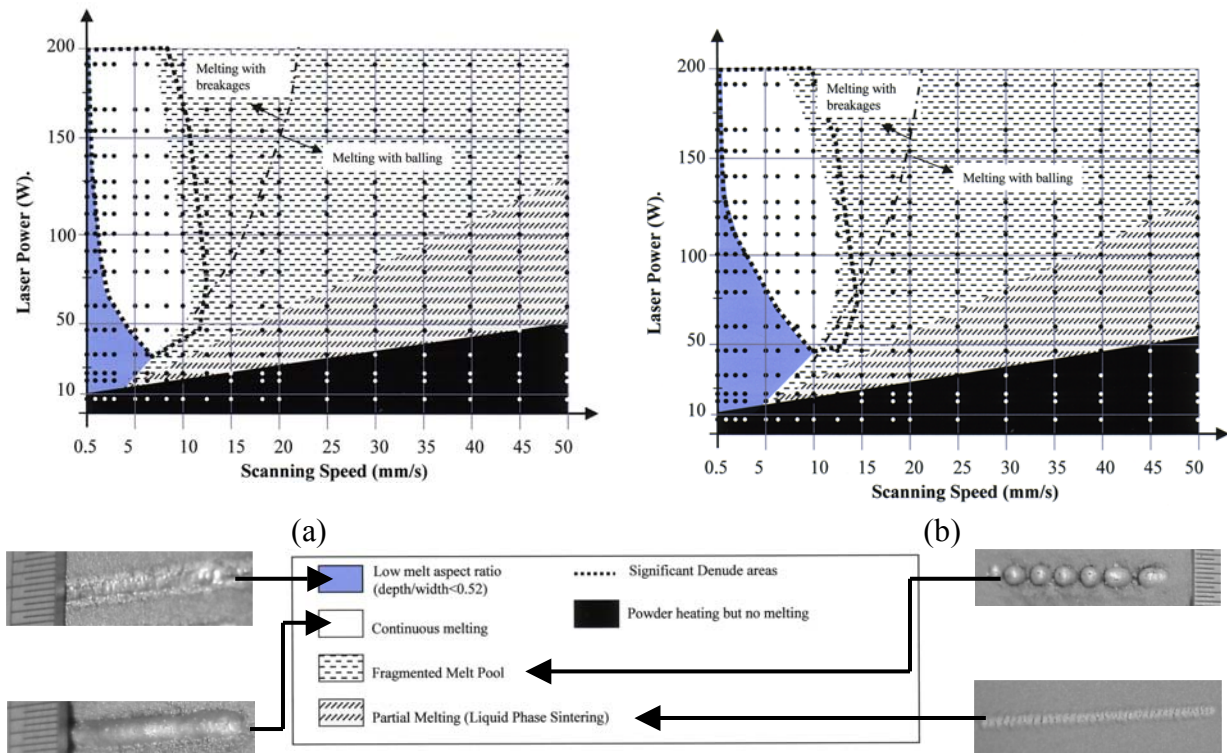 200
150
100
50
10
Laser Power (W).
Melting with
breakages
Melting with balling
0.5 5 10 15 20 25 30 35 40 45 50
Scanning Speed (mm/s)
(a)
200
150
100
50
10
Laser Power (W).
Melting with
breakages
Melting with balling
0.5 5 10 15 20 25 30 35 40 45 50
Scanning Speed (mm/s)
(b)
Low melt aspect ratio
(depth/width<0.52)
Continuous melting
Fragmented Melt Pool
Partial Melting (Liquid Phase Sintering)
Significant Denude areas
Powder heating but no melting